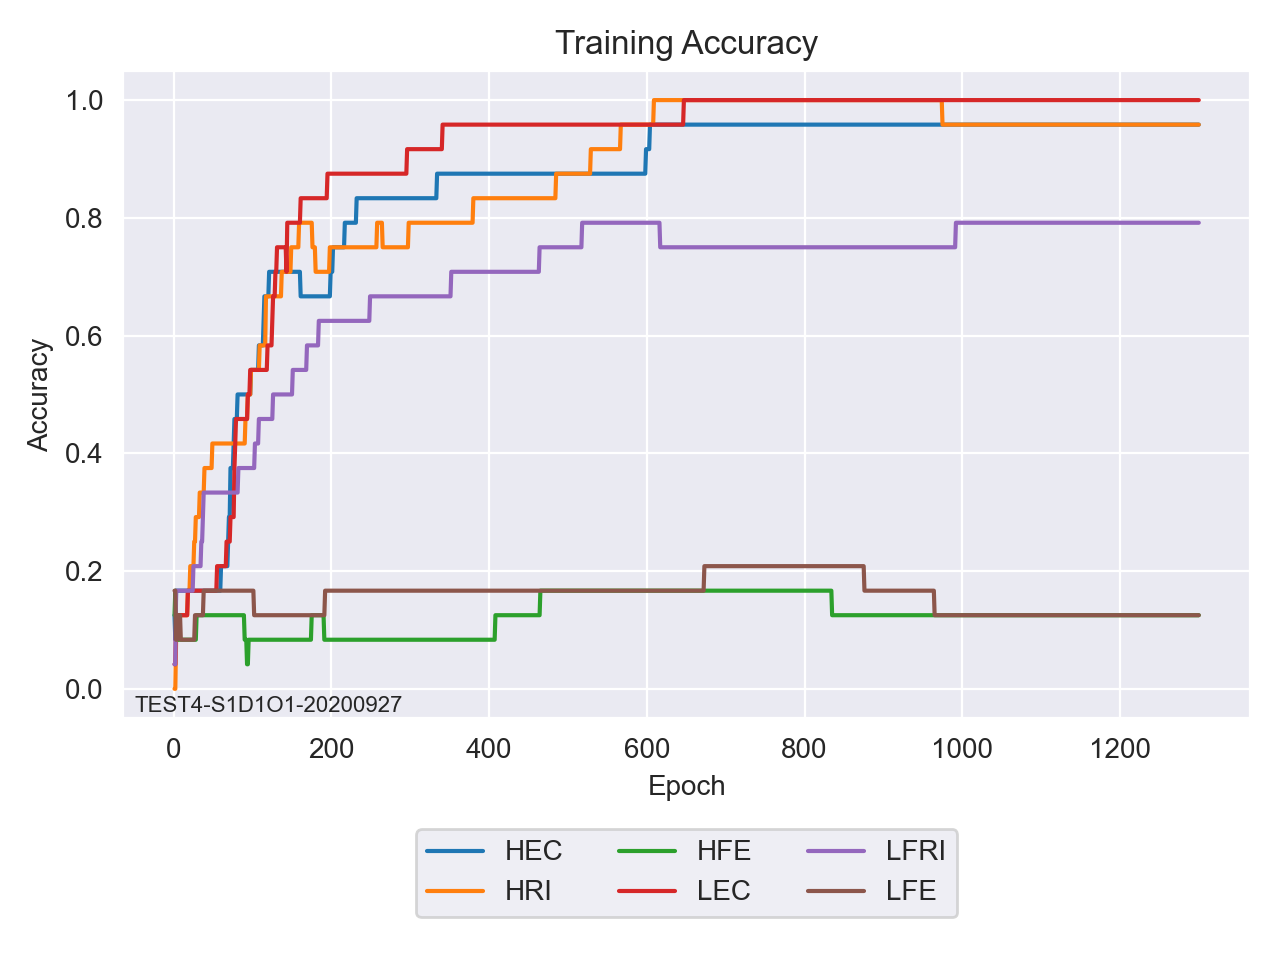 Training Accuracy
1.0
0.8
0.6
0.4
0.2
0.0
Accuracy
TEST4-S1D1O1-20200927
0 200 400 600 800 1000 1200
Epoch
HEC HFE LFRI
HRI LEC LFE